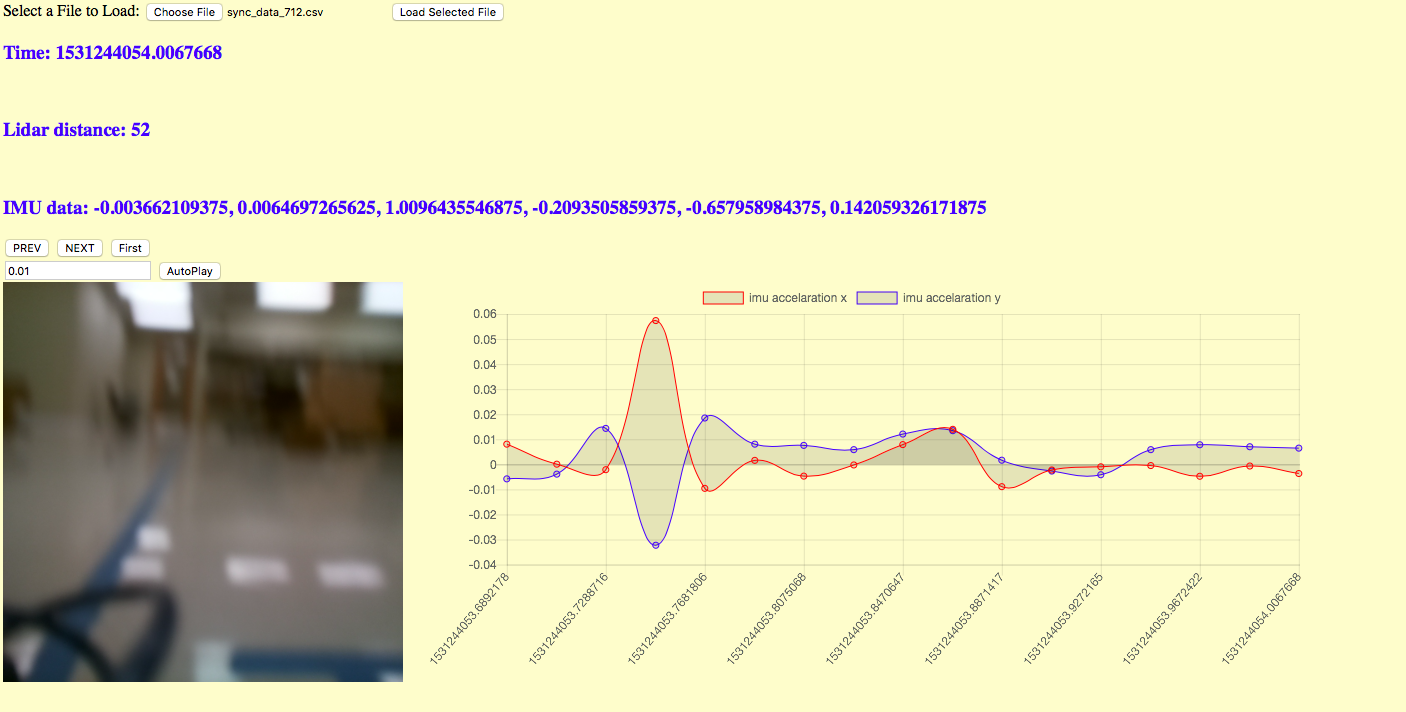 Select a File to Load: Choose File sync_data_712.csv Load Selected File
Time: 1531244054.0067668
Lidar distance: 52
IMU data: -0.003662109375, 0.0064697265625, 1.0096435546875, -0.2093505859375, -0.657958984375, 0.142059326171875
PREV NEXT First
0.01 AutoPlay
imu accelaration x imu accelaration y
0.06
0.05
0.04
0.03
0.02
0.01
0
-0.01
-0.02
-0.03
-0.04
1531244053.6892178
1531244053.7288716
1531244053.7681806
1531244053.8075068
1531244053.8470647
1531244053.8871417
1531244053.9272165
1531244053.9672422
1531244054.0067668